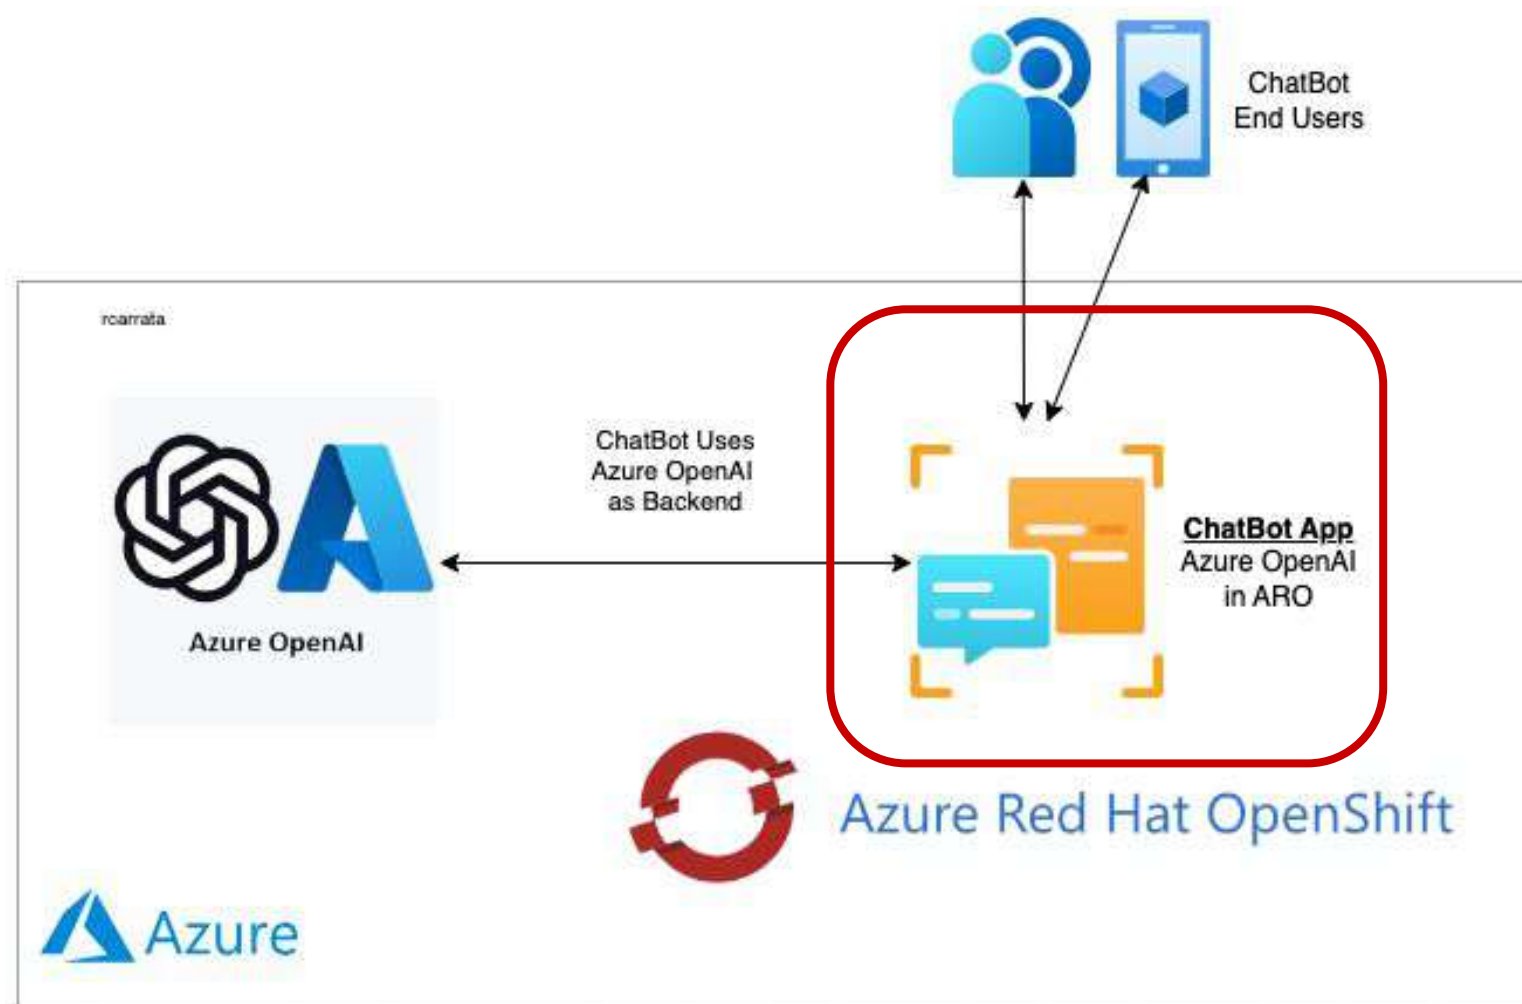 ChatBot
End Users
rcarrata
ChatBot Uses
Azure OpenAI
as Backend
ChatBot App
Azure OpenAI
in ARO
Azure OpenAI
Azure Red Hat OpenShift
Azure